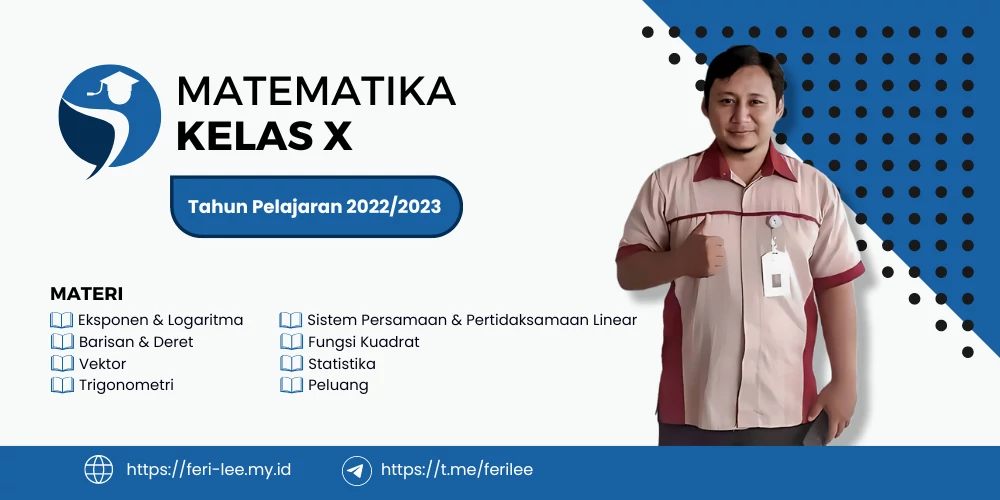 MATEMATIKA
KELAS X
Tahun Pelajaran 2022/2023
MATERI
Eksponen & Logaritma
Barisan & Deret
Vektor
Trigonometri
Sistem Persamaan & Pertidaksamaan Linear
Fungsi Kuadrat
Statistika
Peluang
https://feri-lee.my.id
https://t.me/ferilee